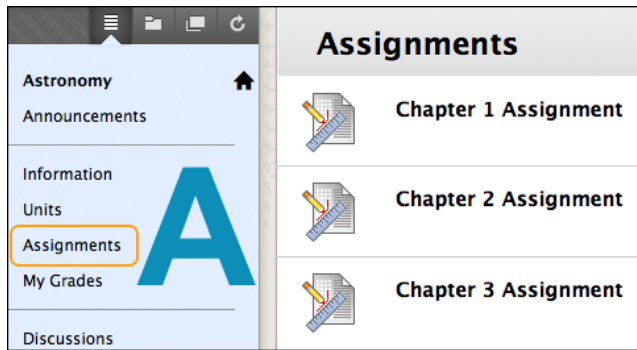 Astronomy
Announcements
Information
Units
Assignments
My Grades
Discussions
A
Assignments
Chapter 1 Assignment
Chapter 2 Assignment
Chapter 3 Assignment